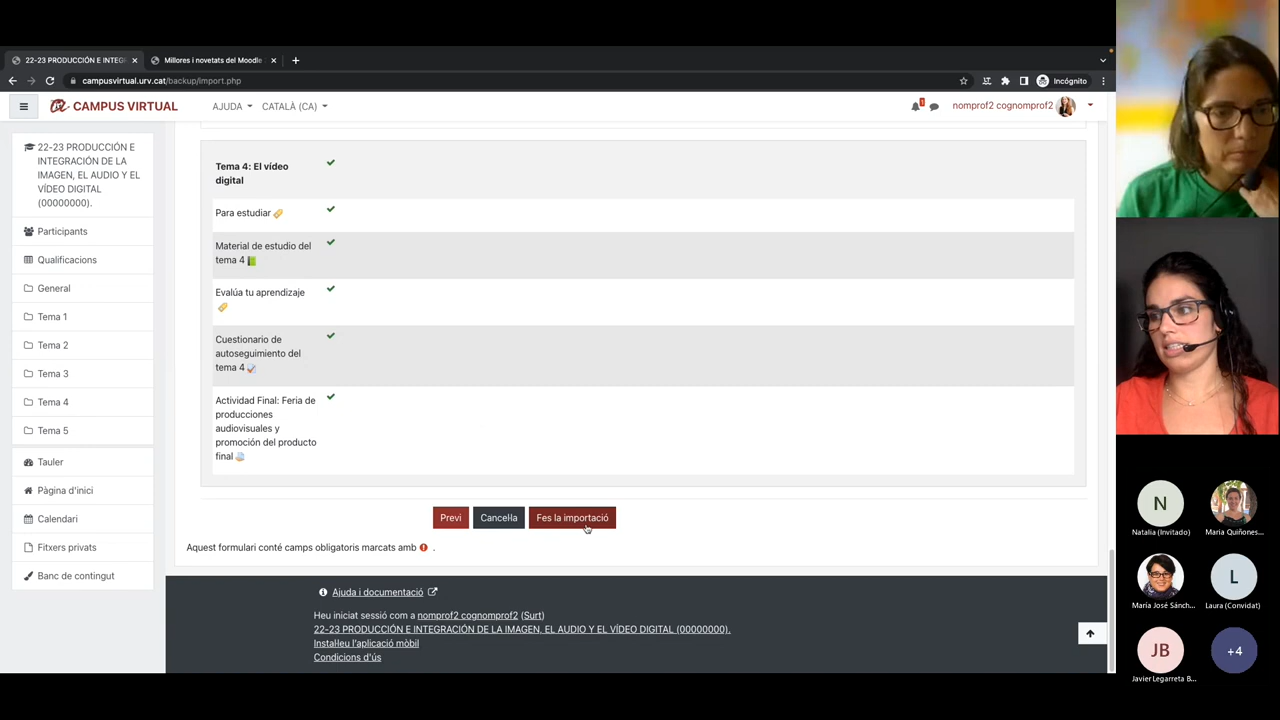 22-23 PRODUCCIÓN E INTEGR
Millores i novetats del Moodle
campusvirtual.urv.cat/backup/import.php
Incógnito
CAMPUS VIRTUAL
AJUDA
CATALÀ (CA)
1
nomprof2 cognomprof2
22-23 PRODUCCIÓN E
INTEGRACIÓN DE LA
IMAGEN, EL AUDIO Y EL
VÍDEO DIGITAL
(00000000).
Participants
Qualificacions
General
Tema 1
Tema 2
Tema 3
Tema 4
Tema 5
Tauler
Pàgina d'inici
Calendari
Fitxers privats
Banc de contingut
Tema 4: El vídeo
digital
Para estudiar
Material de estudio del
tema 4
Evalúa tu aprendizaje
Cuestionario de
autoseguimiento del
tema 4
Actividad Final: Feria de
producciones
audiovisuales y
promoción del producto
final
Previ
Cancel·la
Fes la importació
Aquest formulari conté camps obligatoris marcats amb .
Ajuda i documentació
Heu iniciat sessió com a nomprof2 cognomprof2 (Surt)
22-23 PRODUCCIÓN E INTEGRACIÓN DE LA IMAGEN, EL AUDIO Y EL VÍDEO DIGITAL (00000000).
Instal·leu l'aplicació mòbil
Condicions d'ús
N
Natalia (Invitado)
Maria Quiñones...
María José Sánch...
L
Laura (Convidat)
JB
Javier Legarreta B...
+4